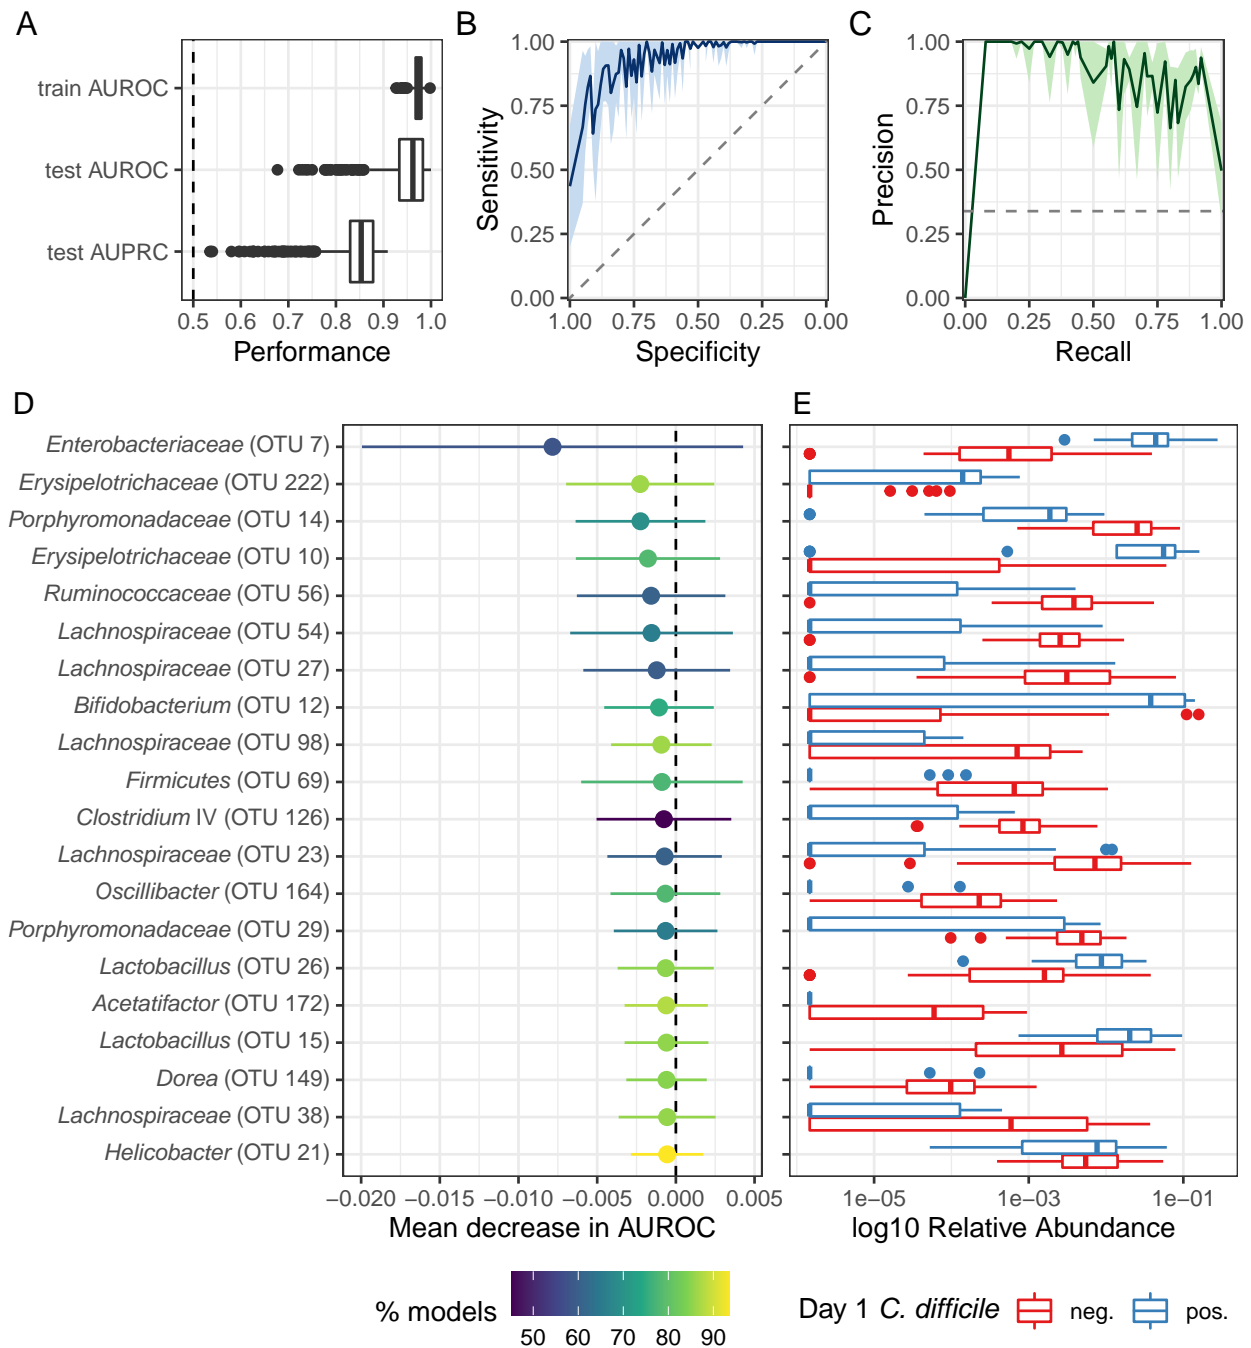 A
B
C
train AUROC
test AUROC
test AUPRC
0.5 0.6 0.7 0.8 0.9 1.0
Performance
1.00
0.75
0.50
0.25
0.00
Sensitivity
1.00 0.75 0.50 0.25 0.00
Specificity
1.00
0.75
0.50
0.25
0.00
Precision
0.00 0.25 0.50 0.75 1.00
Recall
D
E
Enterobacteriaceae (OTU 7)
Erysipelotrichaceae (OTU 222)
Porphyromonadaceae (OTU 14)
Erysipelotrichaceae (OTU 10)
Ruminococcaceae (OTU 56)
Lachnospiraceae (OTU 54)
Lachnospiraceae (OTU 27)
Bifidobacterium (OTU 12)
Lachnospiraceae (OTU 98)
Firmicutes (OTU 69)
Clostridium IV (OTU 126)
Lachnospiraceae (OTU 23)
Oscillibacter (OTU 164)
Porphyromonadaceae (OTU 29)
Lactobacillus (OTU 26)
Acetatifactor (OTU 172)
Lactobacillus (OTU 15)
Dorea (OTU 149)
Lachnospiraceae (OTU 38)
Helicobacter (OTU 21)
−0.020 −0.015 −0.010 −0.005 0.000 0.005
Mean decrease in AUROC
1e−05 1e−03 1e−01
log10 Relative Abundance
% models
50 60 70 80 90
Day 1 C. difficile neg. pos.